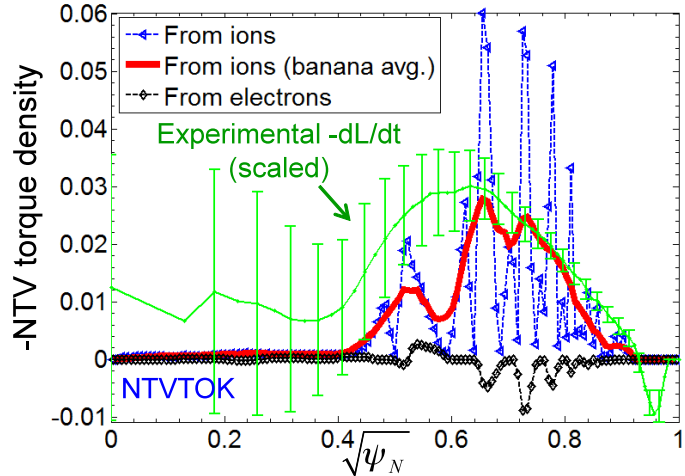 0.06
0.05
0.04
0.03
0.02
0.01
0
-0.01
-NTV torque density
From ions
From ions (banana avg.)
From electrons
Experimental -dL/dt
(scaled)
NTVTOK
0 0.2 0.4 0.6 0.8 1
√ψN